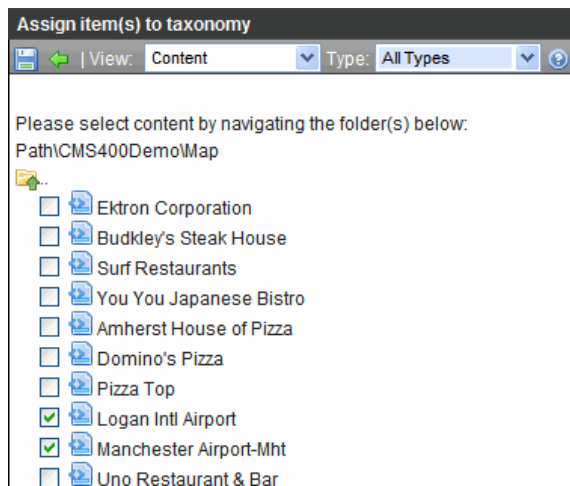 Assign item(s) to taxonomy
| View: Content Type: All Types
Please select content by navigating the folder(s) below:
Path\CMS400Demo\Map
..
Ektron Corporation
Budkley's Steak House
Surf Restaurants
You You Japanese Bistro
Amherst House of Pizza
Domino's Pizza
Pizza Top
Logan Intl Airport
Manchester Airport-Mht
Uno Restaurant & Bar